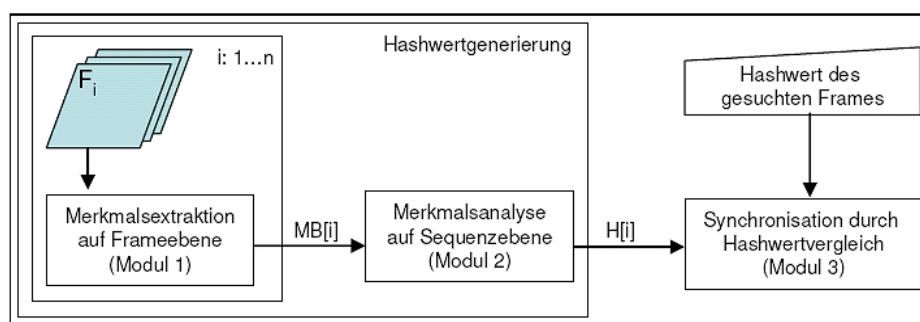 i: 1...n
Hashwertgenerierung
F i
Hashwert des
gesuchten Frames
Merkmalsextraktion
auf Frameebene
(Modul 1)
MB[i]
Merkmalsanalyse
auf Sequenzebene
(Modul 2)
H[i]
Synchronisation durch
Hashwertvergleich
(Modul 3)